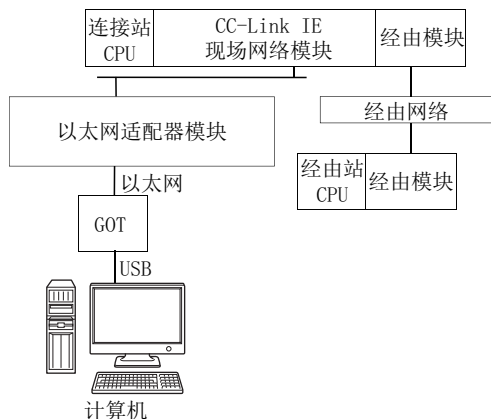 连接站
CPU
CC-Link IE
现场网络模块
经由模块
以太网适配器模块
经由网络
经由站
CPU
经由模块
以太网
GOT
USB
计算机